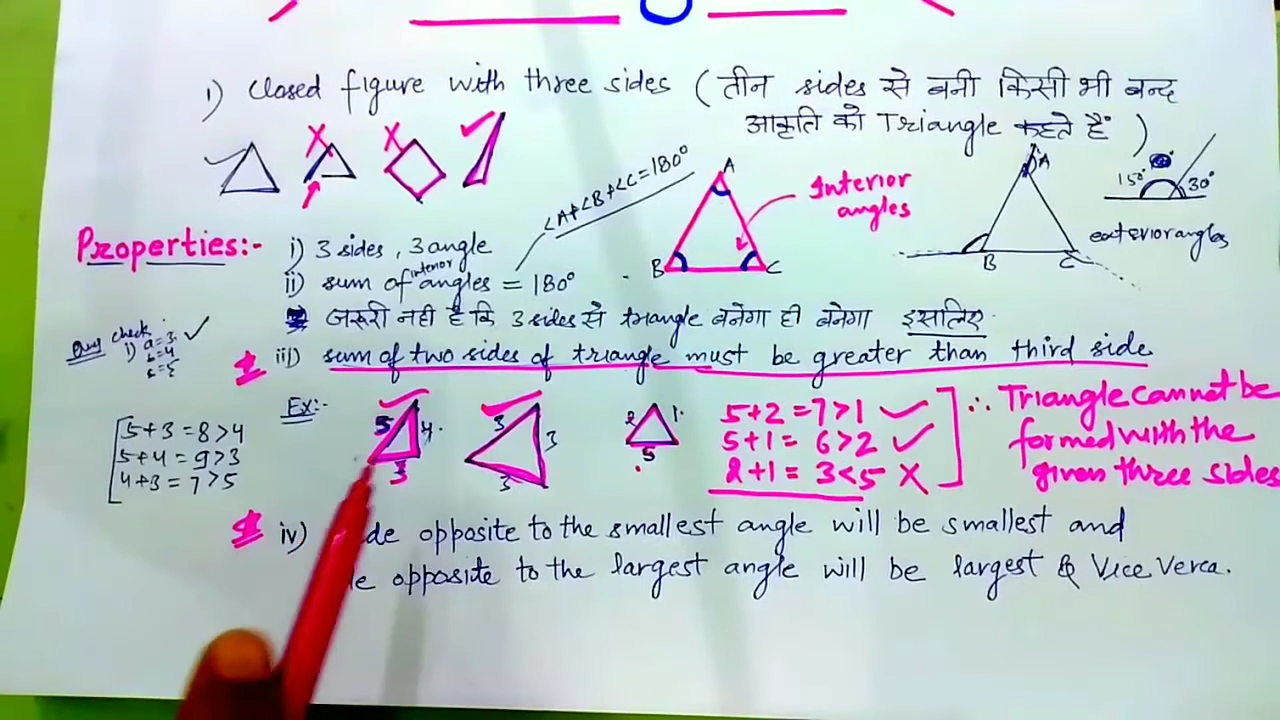 i) Closed figure with three sides ( तीन sides से बनी किसी भी बन्द
आकृति को Triangle कहते हैं )
X
X
∠A+∠B+∠C=180°
A
B
C
Interior
angles
A
B
C
150°
30°
exterior angles
Properties:-
i) 3 sides, 3 angle
ii) sum of interior angles = 180°
जरूरी नही है कि 3 sides से triangle बनेगा ही बनेगा इसलिए
check
i) a=3
b=4
iii) sum of two sides of triangle must be greater than third side
Ex:-
5
4
3
3
3
3
2
1
5
5+3=8>4
5+4=9>3
4+3=7>5
5+2=7>1 ✓
5+1=6>2 ✓
2+1=3<5 X
∴ Triangle cannot be
formed with the
given three sides
iv) opposite to the smallest angle will be smallest and
opposite to the largest angle will be largest & Vice Verca.